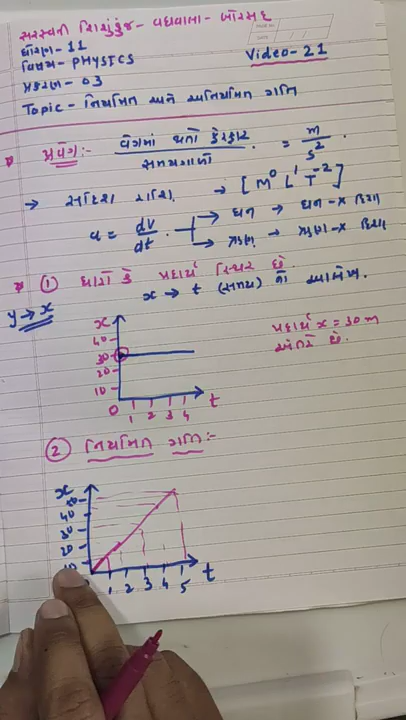 સરસ્વતી શિશુકુંજ - વઘવાલા - બોરસદ
ધોરણ - 11
વિષય - PHYSICS
Video - 21
પ્રકરણ - 03
Topic - નિયમિત અને અનિયમિત ગતિ
પ્રવેગ :- વેગમાં થતો ફેરફાર / સમયગાળો = m / s²
→ સદિશ રાશિ → [M⁰ L¹ T⁻²]
a = dv / dt . → ધન → ધન - x દિશા
→ ઋણ → ઋણ - x દિશા
① ધારો કે પદાર્થ સ્થિર છે.
y → x x → t (સમય) નો આલેખ.
x
40
30
20
10
0 1 2 3 4 t
પદાર્થ x = 30 m
અંતરે છે.
② નિયમિત ગતિ :-
x
50
40
30
20
10
1 2 3 4 5 t